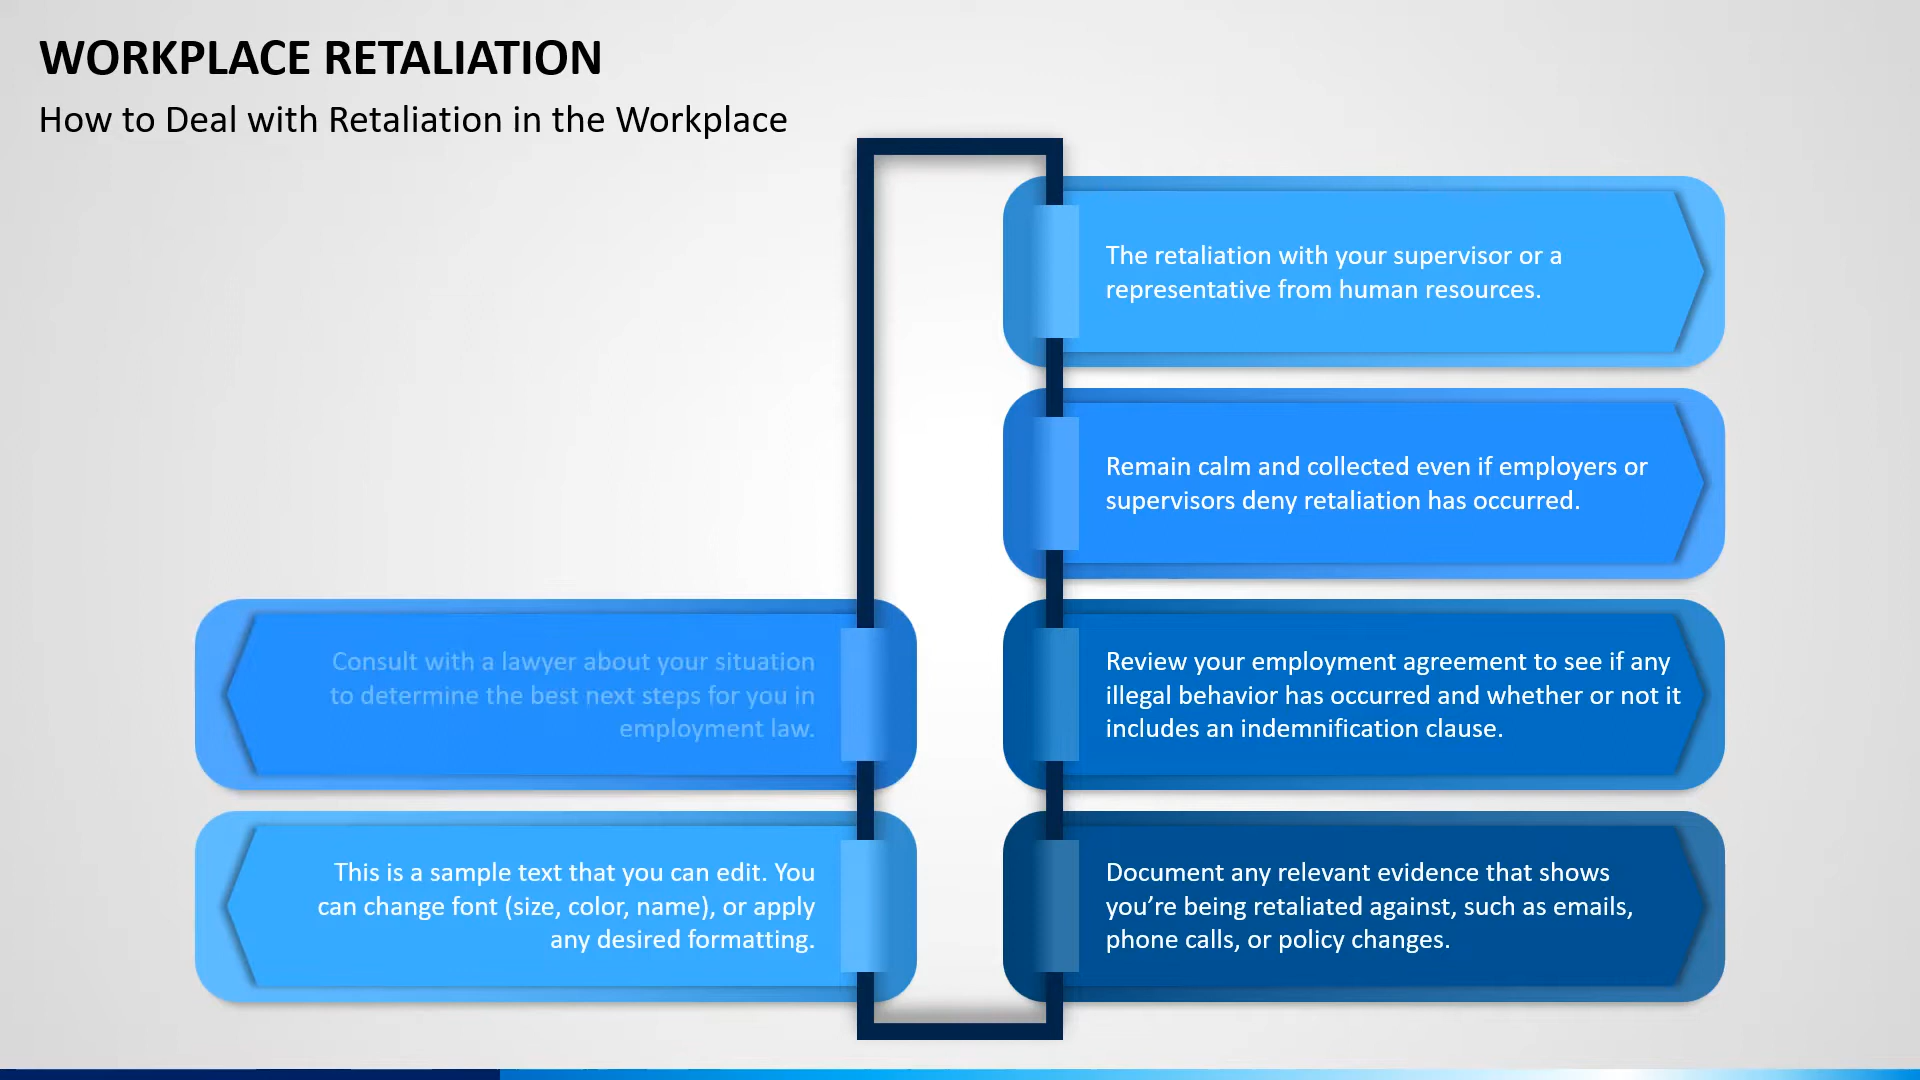 WORKPLACE RETALIATION
How to Deal with Retaliation in the Workplace
The retaliation with your supervisor or a
representative from human resources.
Remain calm and collected even if employers or
supervisors deny retaliation has occurred.
Review your employment agreement to see if any
illegal behavior has occurred and whether or not it
includes an indemnification clause.
Document any relevant evidence that shows
you’re being retaliated against, such as emails,
phone calls, or policy changes.
Consult with a lawyer about your situation
to determine the best next steps for you in
employment law.
This is a sample text that you can edit. You
can change font (size, color, name), or apply
any desired formatting.